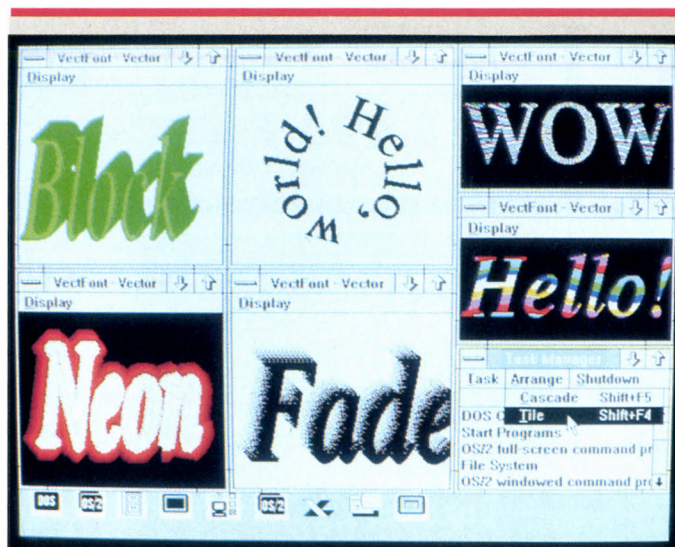 VectFont - Vector
Display
Block
VectFont - Vector
Display
Hello, world!
VectFont - Vector
Display
WOW
VectFont - Vector
Display
Hello!
VectFont - Vector
Display
Neon
VectFont - Vector
Display
Fade
Task Manager
Task Arrange Shutdown
Cascade Shift+F5
Tile Shift+F4
DOS C
Start Programs
OS/2 full-screen command pr
File System
OS/2 windowed command pro
DOS OS/2 OS/2